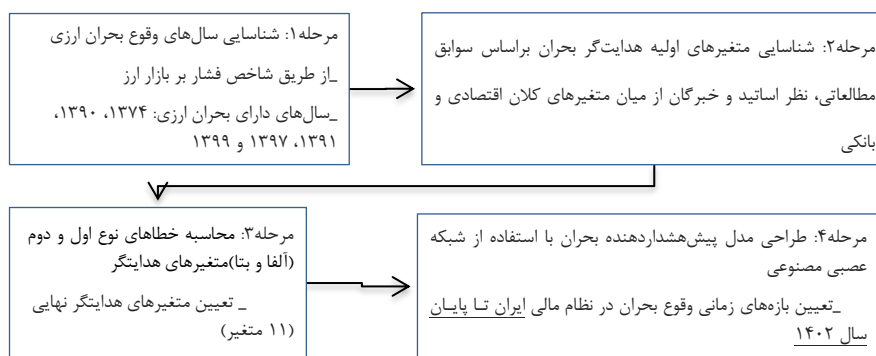 مرحله۱: شناسایی سال‌های وقوع بحران ارزی
_از طریق شاخص فشار بر بازار ارز
_سال‌های دارای بحران ارزی: ۱۳۷۴، ۱۳۹۰،
۱۳۹۱، ۱۳۹۷ و ۱۳۹۹
مرحله۲: شناسایی متغیرهای اولیه هدایت‌گر بحران براساس سوابق
مطالعاتی، نظر اساتید و خبرگان از میان متغیرهای کلان اقتصادی و
بانکی
مرحله۳: محاسبه خطاهای نوع اول و دوم
(آلفا و بتا)متغیرهای هدایتگر
_ تعیین متغیرهای هدایتگر نهایی
(۱۱ متغیر)
مرحله۴: طراحی مدل پیش‌هشداردهنده بحران با استفاده از شبکه
عصبی مصنوعی
_تعیین بازه‌های زمانی وقوع بحران در نظام مالی ایران تا پایان
سال ۱۴۰۲